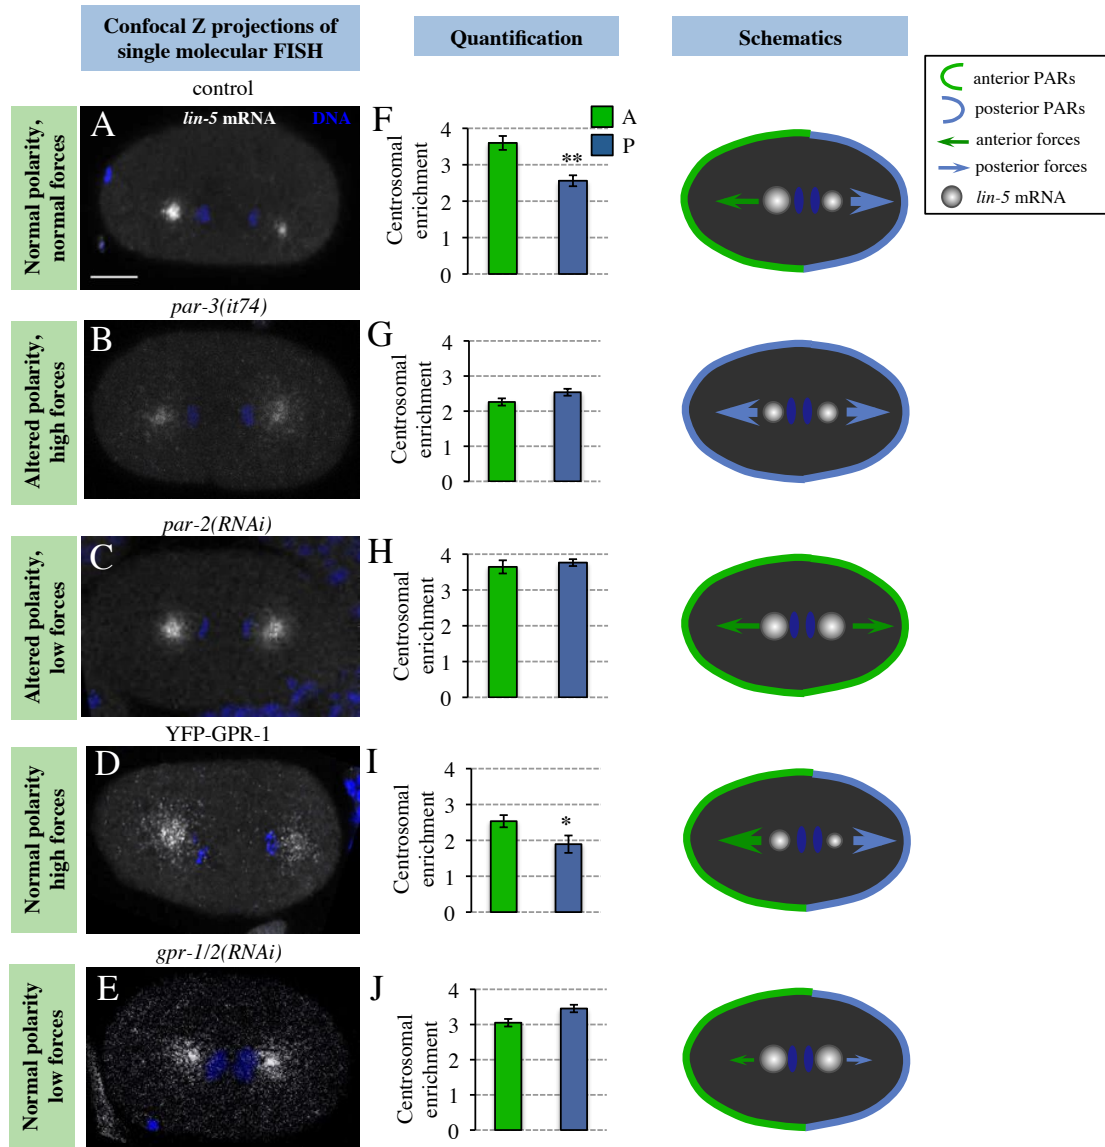 Confocal Z projections of
single molecular FISH
Quantification
Schematics
anterior PARs
posterior PARs
anterior forces
posterior forces
lin-5 mRNA
control
Normal polarity,
normal forces
A
lin-5 mRNA
DNA
F
Centrosomal
enrichment
4
3
2
1
0
**
A
P
par-3(it74)
Altered polarity,
high forces
B
G
Centrosomal
enrichment
4
3
2
1
0
par-2(RNAi)
Altered polarity,
low forces
C
H
Centrosomal
enrichment
4
3
2
1
0
YFP-GPR-1
Normal polarity
high forces
D
I
Centrosomal
enrichment
4
3
2
1
0
*
gpr-1/2(RNAi)
Normal polarity
low forces
E
J
Centrosomal
enrichment
4
3
2
1
0